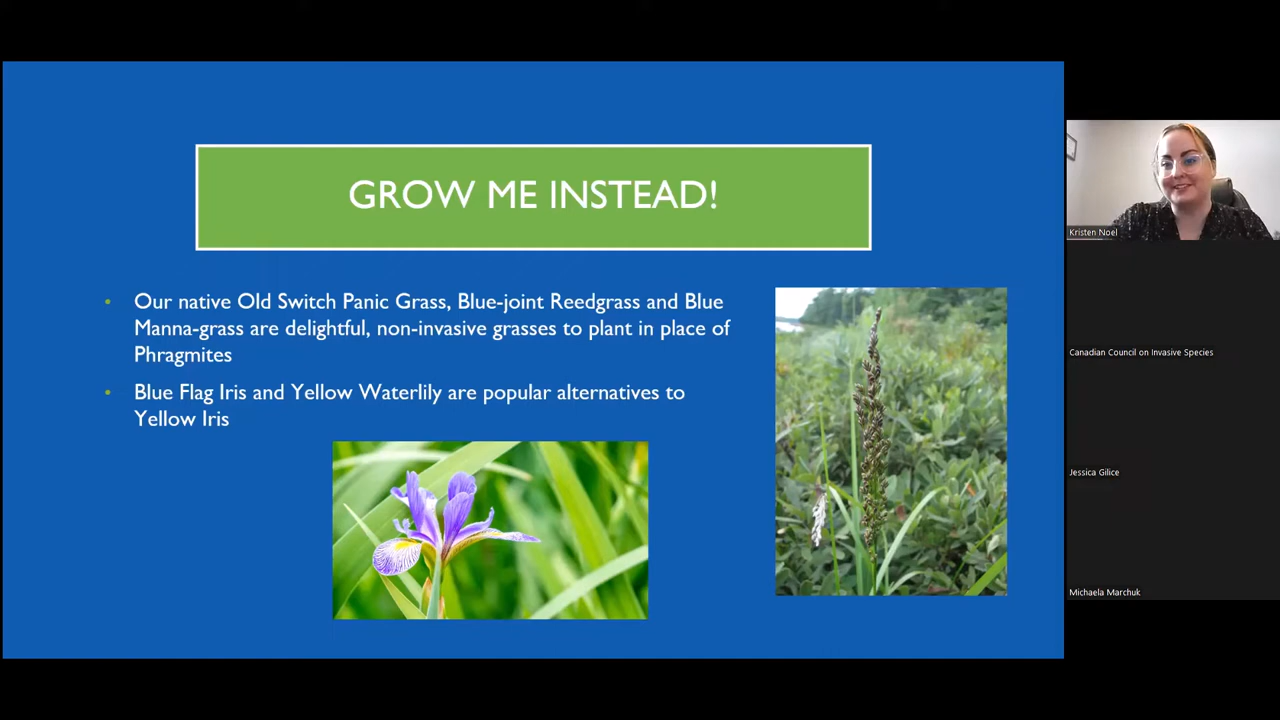 GROW ME INSTEAD!
• Our native Old Switch Panic Grass, Blue-joint Reedgrass and Blue
Manna-grass are delightful, non-invasive grasses to plant in place of
Phragmites
• Blue Flag Iris and Yellow Waterlily are popular alternatives to
Yellow Iris
Kristen Noel
Canadian Council on Invasive Species
Jessica Gilice
Michaela Marchuk